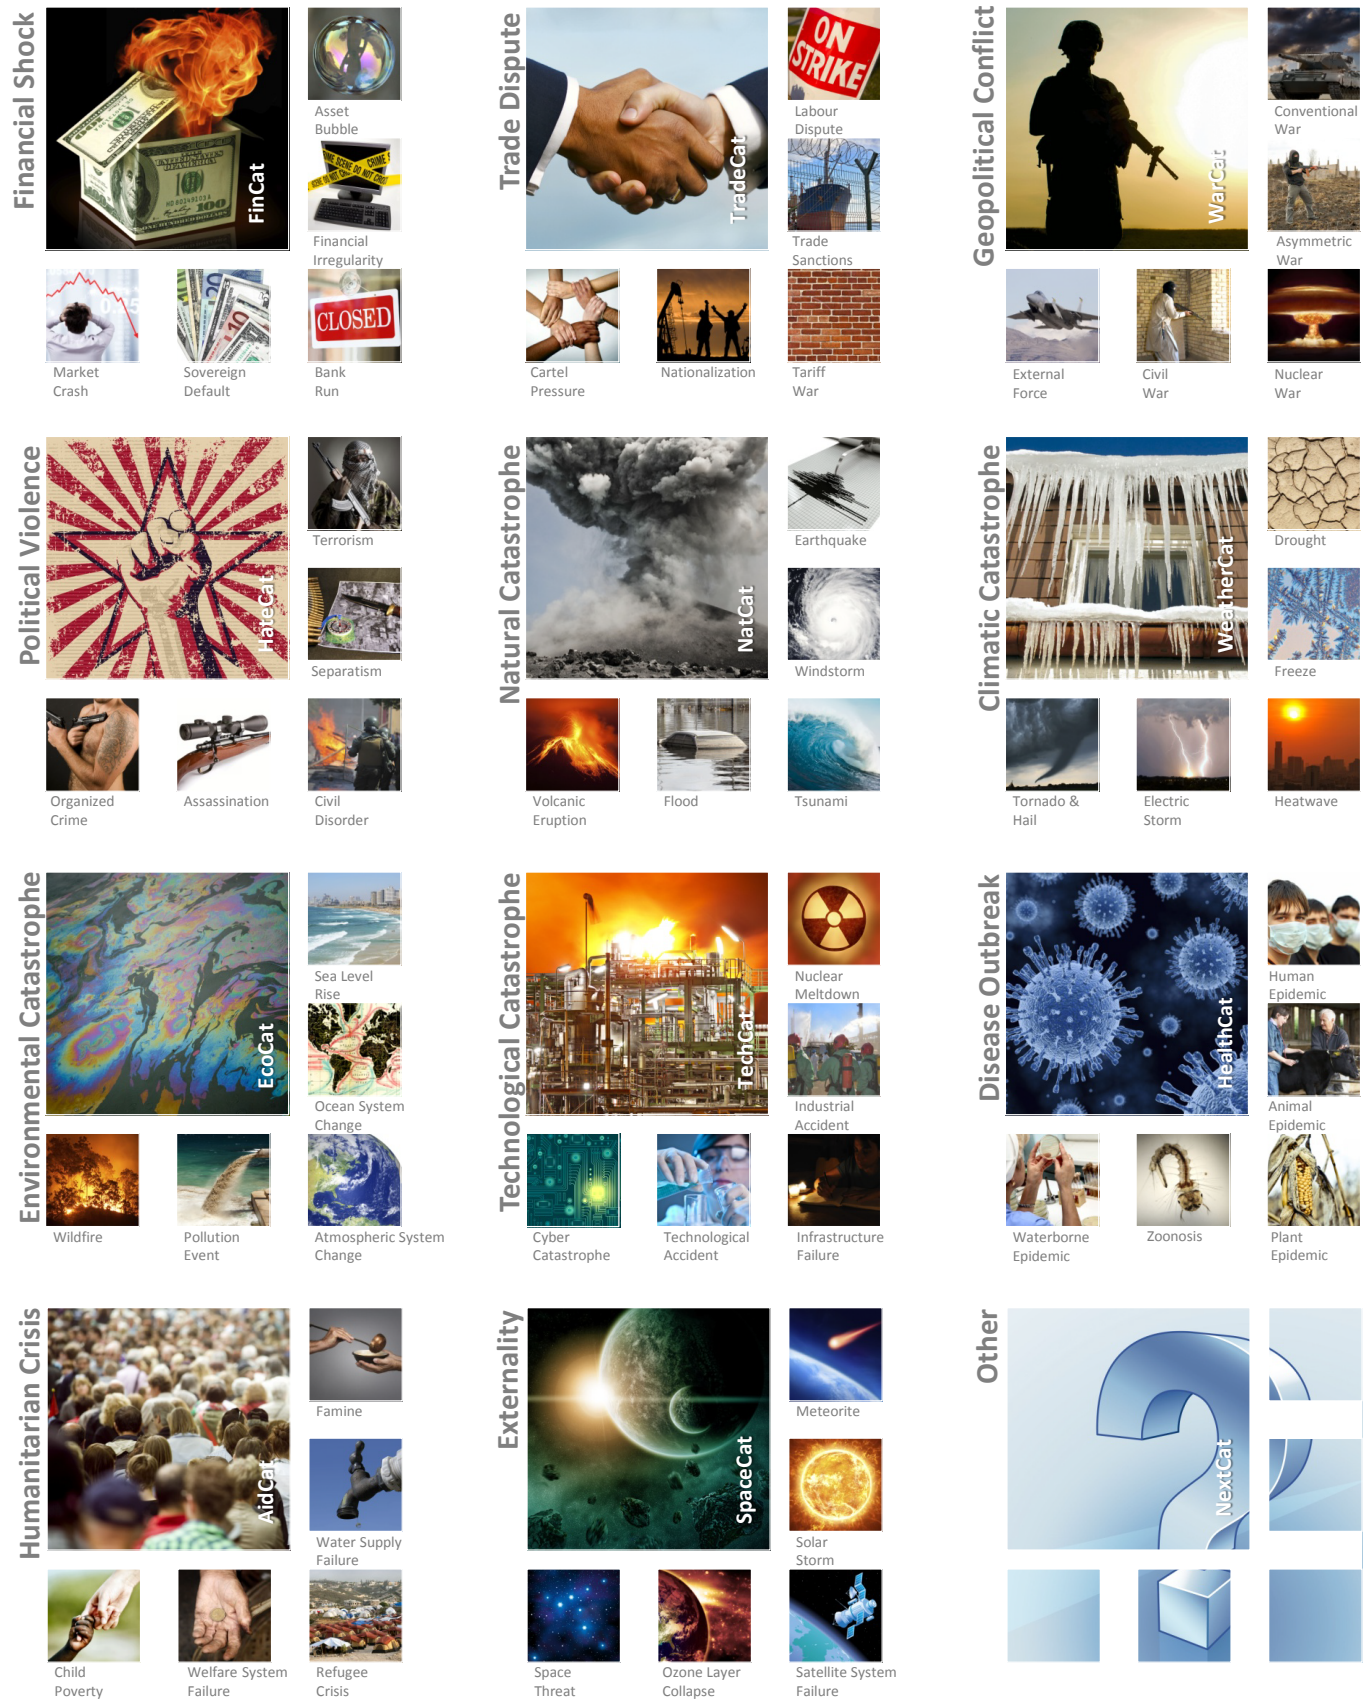 Financial Shock
FinCat
Asset
Bubble
CRIME SCENE DO NOT CROSS
Financial
Irregularity
Market
Crash
Sovereign
Default
CLOSED
Bank
Run
Trade Dispute
TradeCat
ON
STRIKE
Labour
Dispute
Trade
Sanctions
Cartel
Pressure
Nationalization
Tariff
War
Geopolitical Conflict
WarCat
Conventional
War
Asymmetric
War
External
Force
Civil
War
Nuclear
War
Political Violence
HateCat
Terrorism
Separatism
Organized
Crime
Assassination
Civil
Disorder
Natural Catastrophe
NatCat
Earthquake
Windstorm
Volcanic
Eruption
Flood
Tsunami
Climatic Catastrophe
WeatherCat
Drought
Freeze
Tornado &
Hail
Electric
Storm
Heatwave
Environmental Catastrophe
EcoCat
Sea Level
Rise
Ocean System
Change
Wildfire
Pollution
Event
Atmospheric System
Change
Technological Catastrophe
TechCat
Nuclear
Meltdown
Industrial
Accident
Cyber
Catastrophe
Technological
Accident
Infrastructure
Failure
Disease Outbreak
HealthCat
Human
Epidemic
Animal
Epidemic
Waterborne
Epidemic
Zoonosis
Plant
Epidemic
Humanitarian Crisis
AidCat
Famine
Water Supply
Failure
Child
Poverty
Welfare System
Failure
Refugee
Crisis
Externality
SpaceCat
Meteorite
Solar
Storm
Space
Threat
Ozone Layer
Collapse
Satellite System
Failure
Other
NextCat